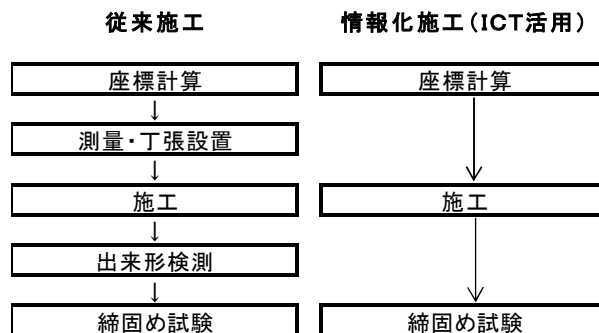 従来施工
座標計算
↓
測量・丁張設置
↓
施工
↓
出来形検測
↓
締固め試験
情報化施工(ICT活用)
座標計算
施工
締固め試験